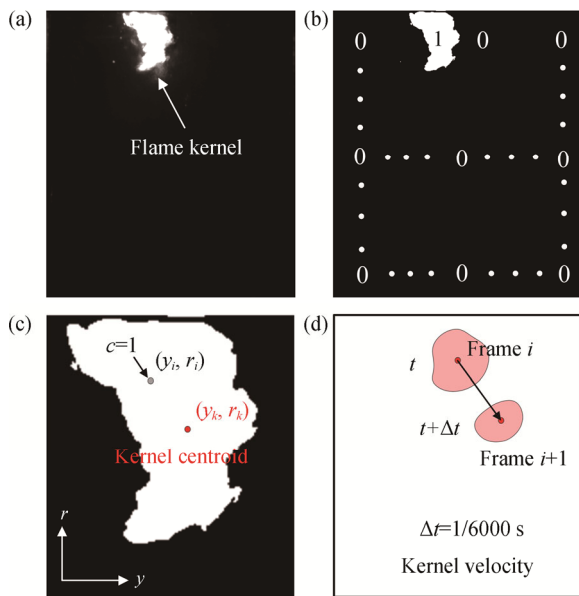 (a)
Flame kernel
(b)
0 1 0 0
0 0 0
0 0 0
(c)
c=1
(yᵢ, rᵢ)
(yₖ, rₖ)
Kernel centroid
r
y
(d)
Frame i
t
t+Δt
Frame i+1
Δt=1/6000 s
Kernel velocity